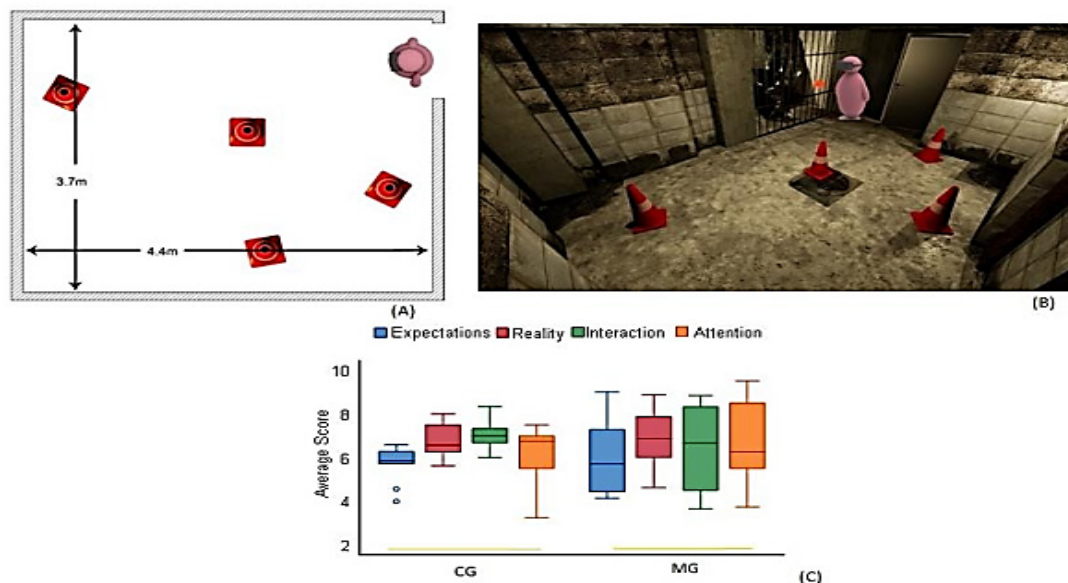 3.7m
4.4m
(A)
(B)
Expectations Reality Interaction Attention
10
8
6
4
2
Average Score
CG MG
(C)